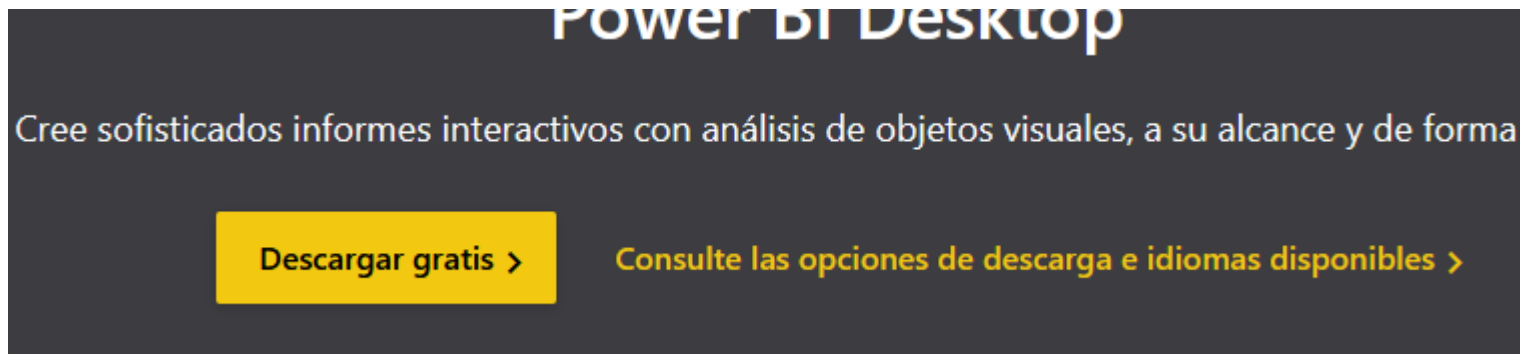 Power BI Desktop
Cree sofisticados informes interactivos con análisis de objetos visuales, a su alcance y de forma
Descargar gratis >
Consulte las opciones de descarga e idiomas disponibles >